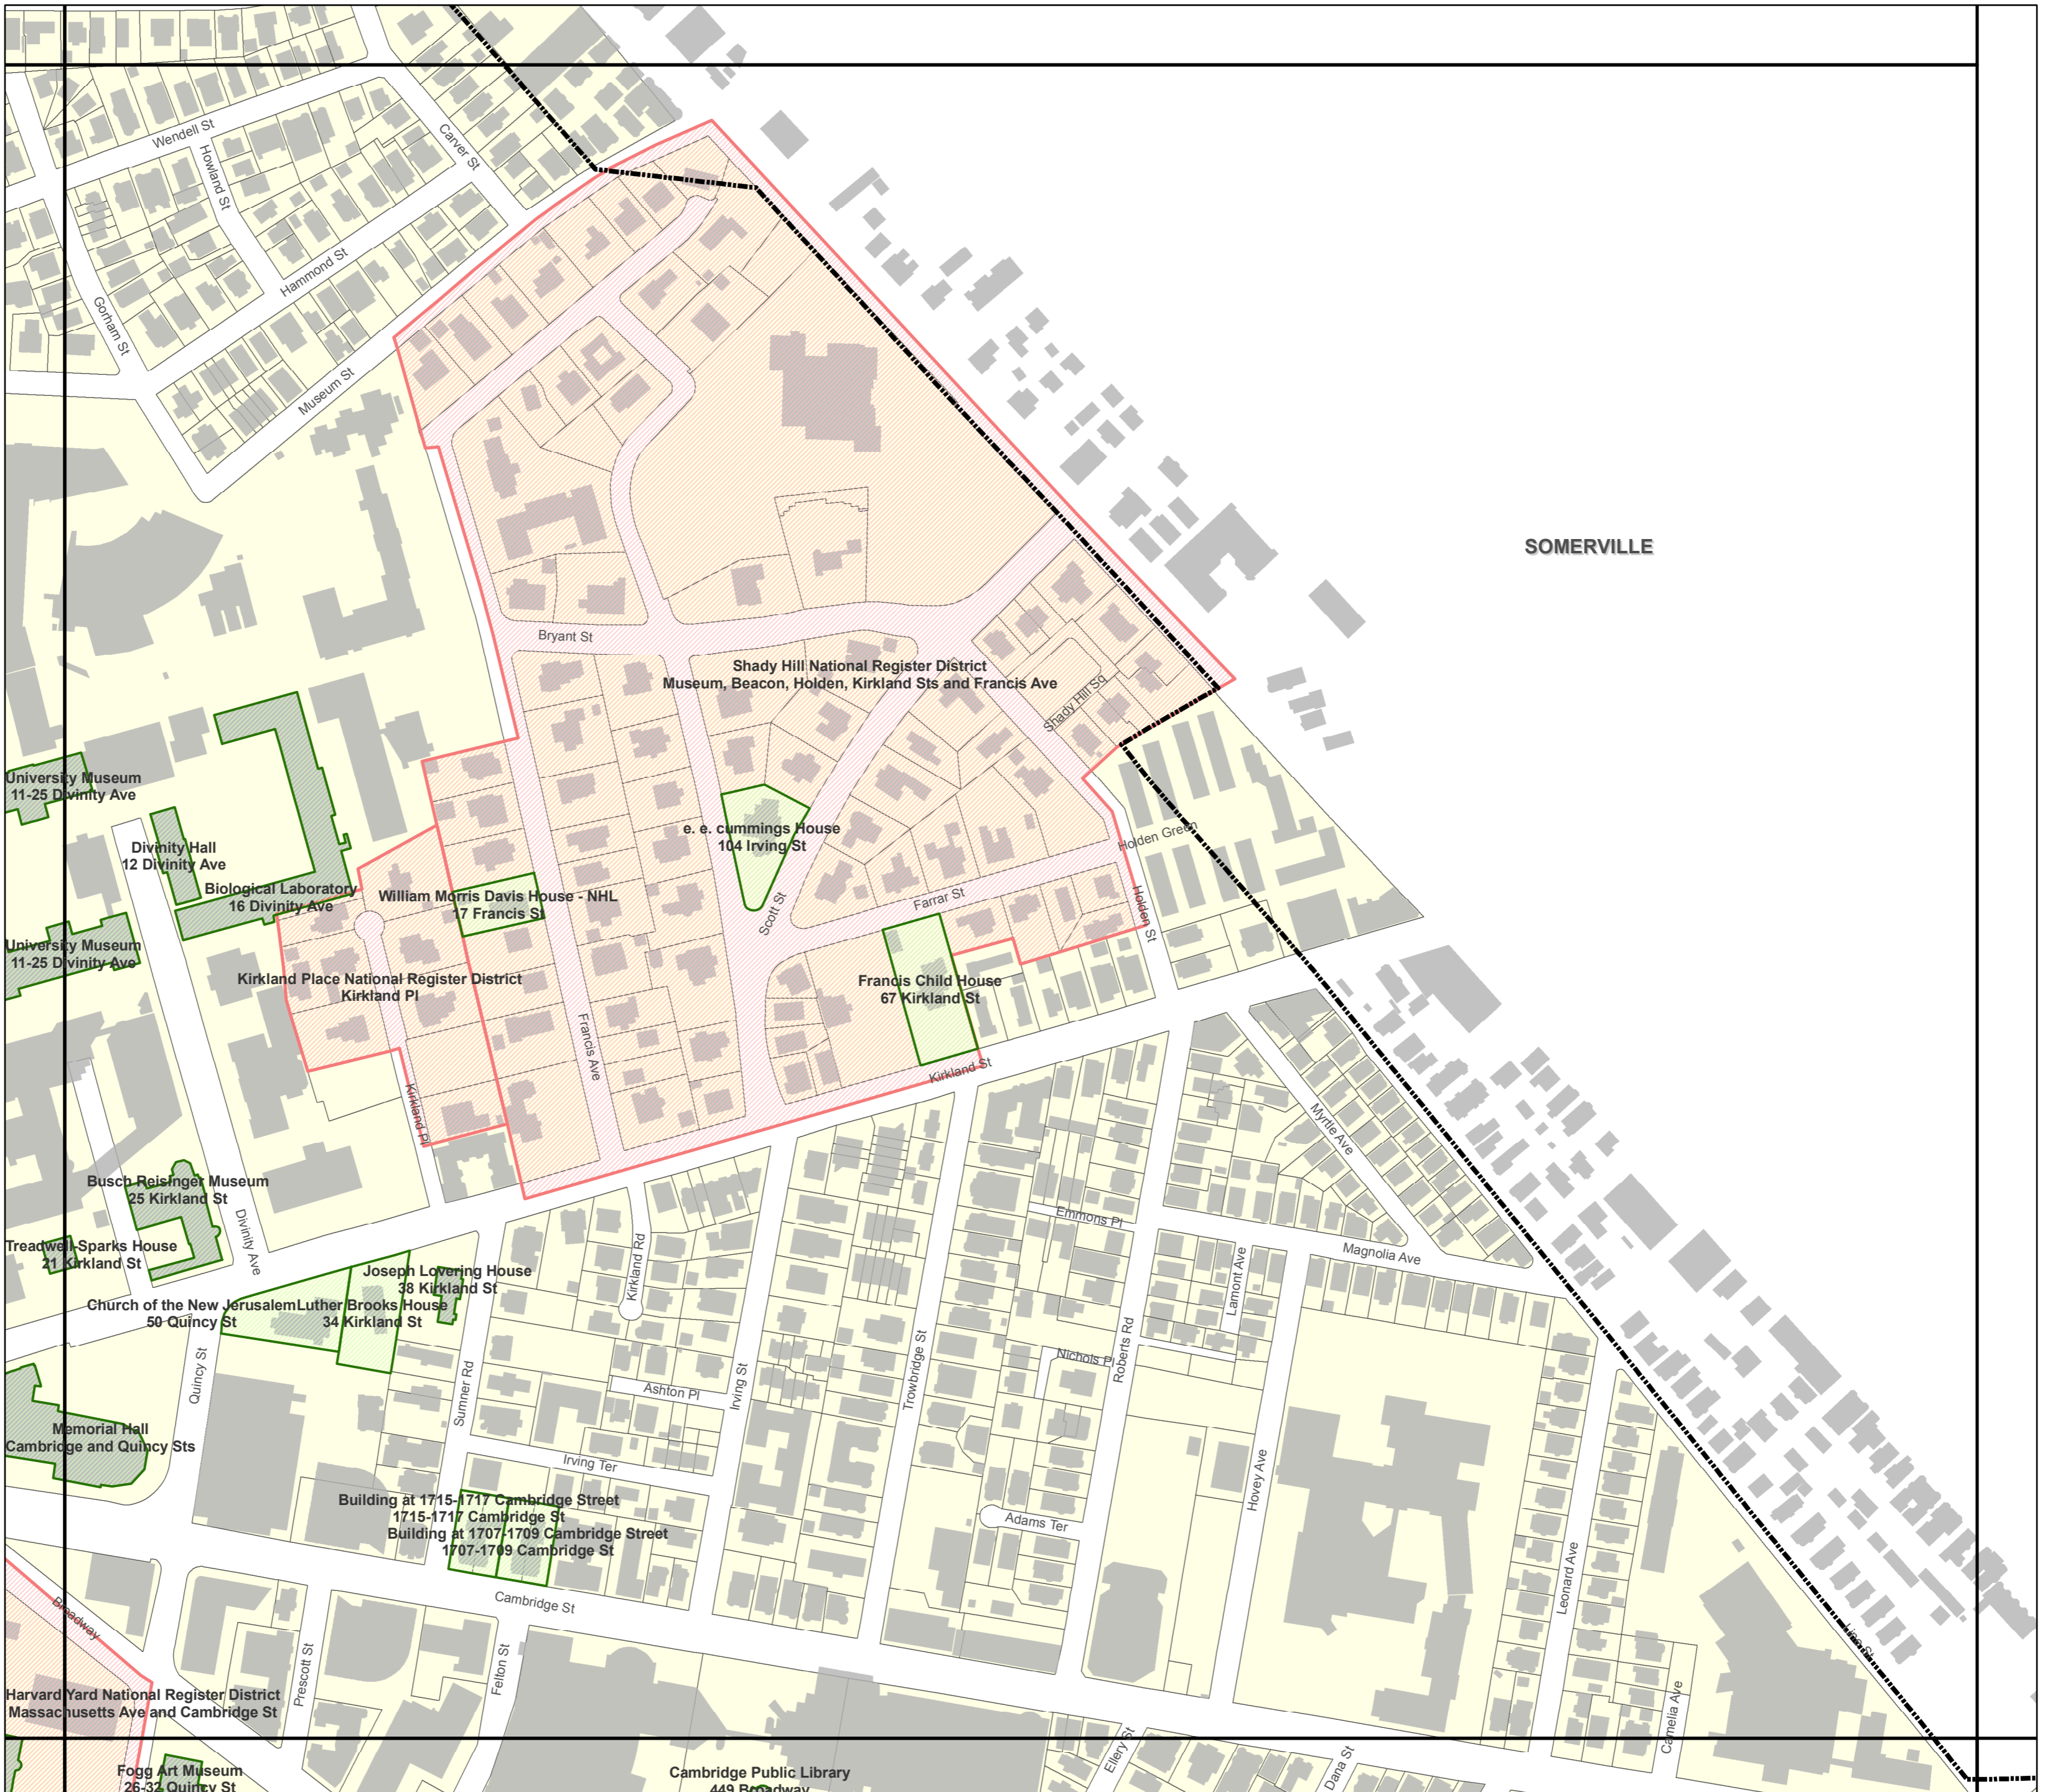 Wendell St
Howland St
Carver St
Hammond St
Gorham St
Museum St
SOMERVILLE
Bryant St
Shady Hill National Register District
Museum, Beacon, Holden, Kirkland Sts and Francis Ave
Shady Hill Sq
University Museum
11-25 Divinity Ave
e. e. cummings House
104 Irving St
Holden Green
Divinity Hall
12 Divinity Ave
Biological Laboratory
16 Divinity Ave
William Morris Davis House - NHL
17 Francis St
Farrar St
Scott St
Holden St
University Museum
11-25 Divinity Ave
Kirkland Place National Register District
Kirkland Pl
Francis Child House
67 Kirkland St
Francis Ave
Kirkland St
Kirkland Pl
Myrtle Ave
Busch Reisinger Museum
25 Kirkland St
Divinity Ave
Emmons Pl
Treadwell-Sparks House
21 Kirkland St
Kirkland Rd
Magnolia Ave
Joseph Lovering House
38 Kirkland St
Lamont Ave
Church of the New Jerusalem
50 Quincy St
Luther Brooks House
34 Kirkland St
Quincy St
Sumner Rd
Ashton Pl
Irving St
Trowbridge St
Nichols Pl
Roberts Rd
Memorial Hall
Cambridge and Quincy Sts
Irving Ter
Hovey Ave
Building at 1715-1717 Cambridge Street
1715-1717 Cambridge St
Building at 1707-1709 Cambridge Street
1707-1709 Cambridge St
Adams Ter
Leonard Ave
Cambridge St
Broadway
Line St
Prescott St
Felton St
Harvard Yard National Register District
Massachusetts Ave and Cambridge St
Camelia Ave
Ellery St
Dana St
Fogg Art Museum
26-32 Quincy St
Cambridge Public Library
449 Broadway